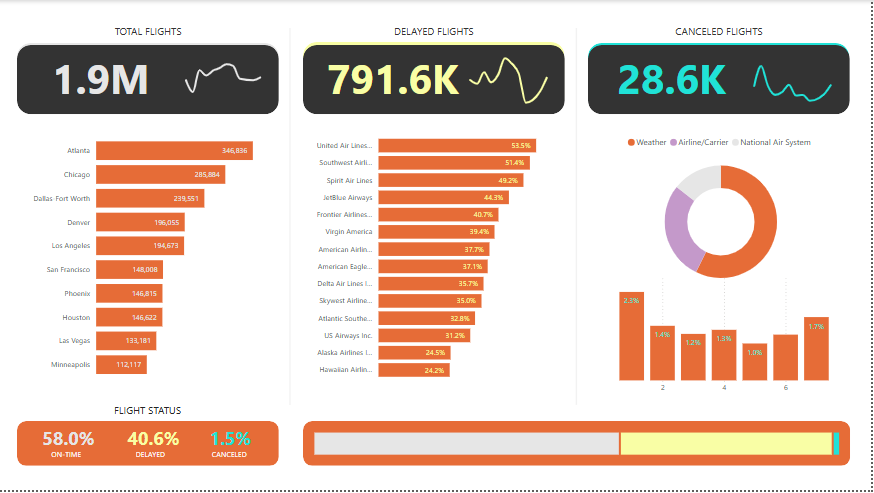 TOTAL FLIGHTS
1.9M
Atlanta 346,836
Chicago 285,884
Dallas-Fort Worth 239,551
Denver 196,055
Los Angeles 194,673
San Francisco 148,008
Phoenix 146,815
Houston 146,622
Las Vegas 133,181
Minneapolis 112,117
DELAYED FLIGHTS
791.6K
United Air Lines... 53.5%
Southwest Airli... 51.4%
Spirit Air Lines 49.2%
JetBlue Airways 44.3%
Frontier Airlines... 40.7%
Virgin America 39.4%
American Airlin... 37.7%
American Eagle... 37.1%
Delta Air Lines I... 35.7%
Skywest Airline... 35.0%
Atlantic Southe... 32.8%
US Airways Inc. 31.2%
Alaska Airlines I... 24.5%
Hawaiian Airlin... 24.2%
CANCELED FLIGHTS
28.6K
Weather Airline/Carrier National Air System
2.3% 1.4% 1.2% 1.3% 1.0% 1.7%
2 4 6
FLIGHT STATUS
58.0% 40.6% 1.5%
ON-TIME DELAYED CANCELED